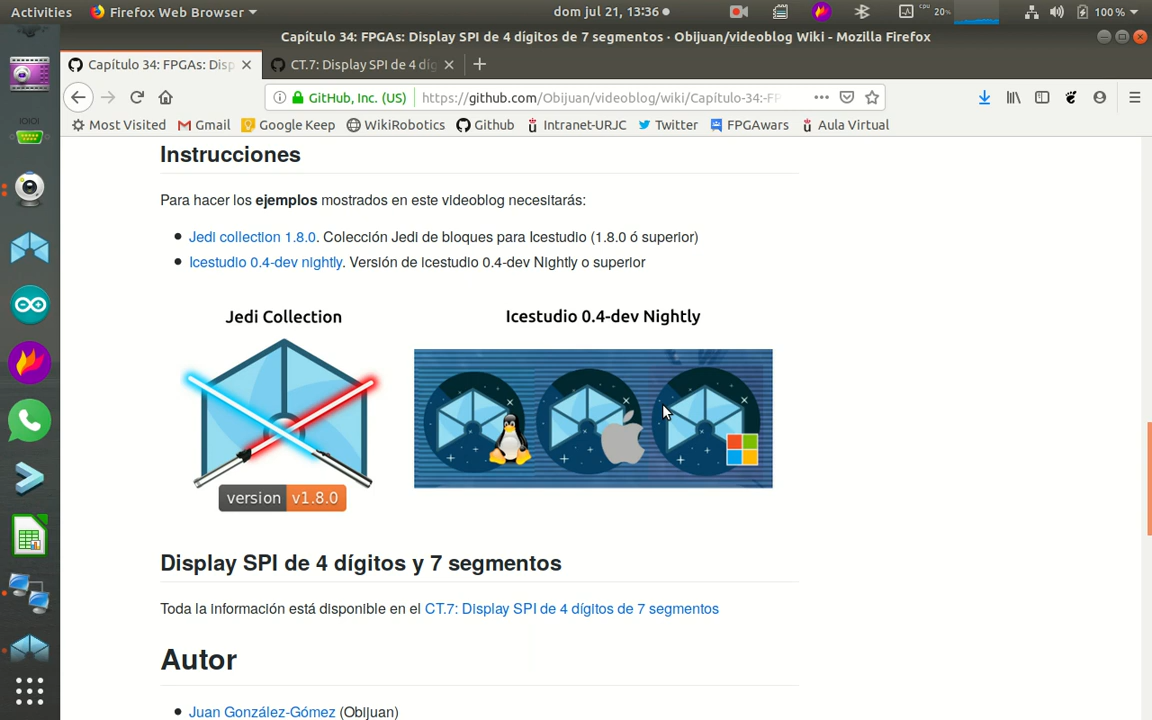 Activities Firefox Web Browser dom jul 21, 13:36 cpu 20% 100%
Capítulo 34: FPGAs: Display SPI de 4 dígitos de 7 segmentos · Obijuan/videoblog Wiki - Mozilla Firefox
Capítulo 34: FPGAs: Disp CT.7: Display SPI de 4 díg
GitHub, Inc. (US) https://github.com/Obijuan/videoblog/wiki/Capítulo-34:-FP
Most Visited Gmail Google Keep WikiRobotics Github Intranet-URJC Twitter FPGAwars Aula Virtual
Instrucciones
Para hacer los ejemplos mostrados en este videoblog necesitarás:
Jedi collection 1.8.0. Colección Jedi de bloques para Icestudio (1.8.0 ó superior)
Icestudio 0.4-dev nightly. Versión de icestudio 0.4-dev NIghtly o superior
Jedi Collection Icestudio 0.4-dev Nightly
version v1.8.0
Display SPI de 4 dígitos y 7 segmentos
Toda la información está disponible en el CT.7: Display SPI de 4 dígitos de 7 segmentos
Autor
Juan González-Gómez (Obijuan)